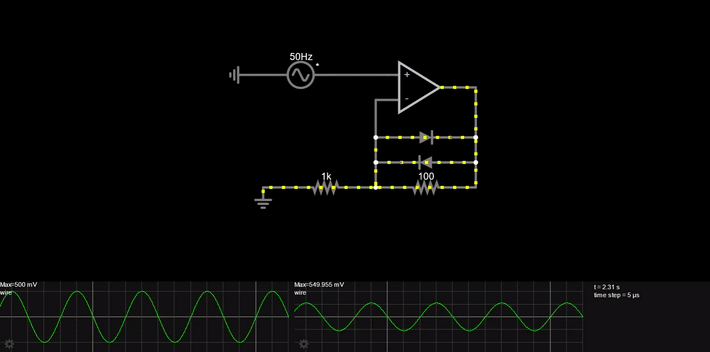 50Hz
+
-
1k
100
Max=500 mV
wire
Max=549.955 mV
wire
t = 2.31 s
time step = 5 µs